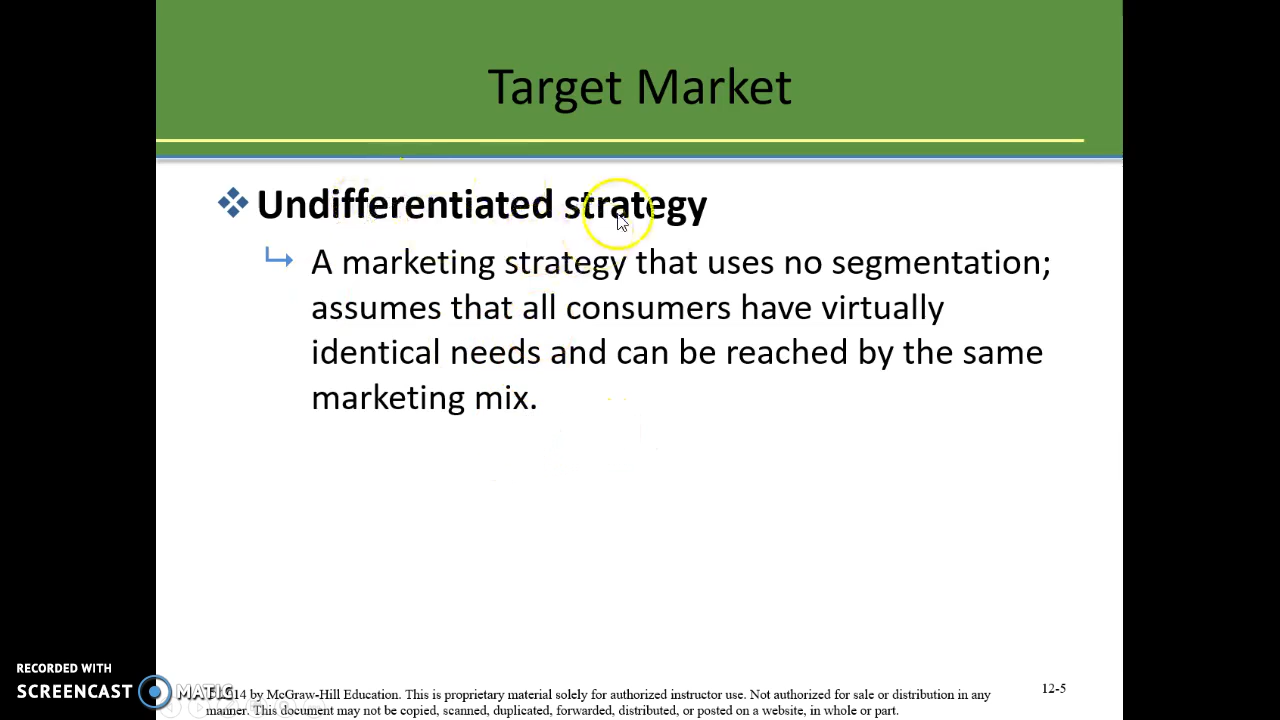 Target Market
Undifferentiated strategy
A marketing strategy that uses no segmentation;
assumes that all consumers have virtually
identical needs and can be reached by the same
marketing mix.
RECORDED WITH
SCREENCAST MATIC
14 by McGraw-Hill Education. This is proprietary material solely for authorized instructor use. Not authorized for sale or distribution in any
manner. This document may not be copied, scanned, duplicated, forwarded, distributed, or posted on a website, in whole or part.
12-5